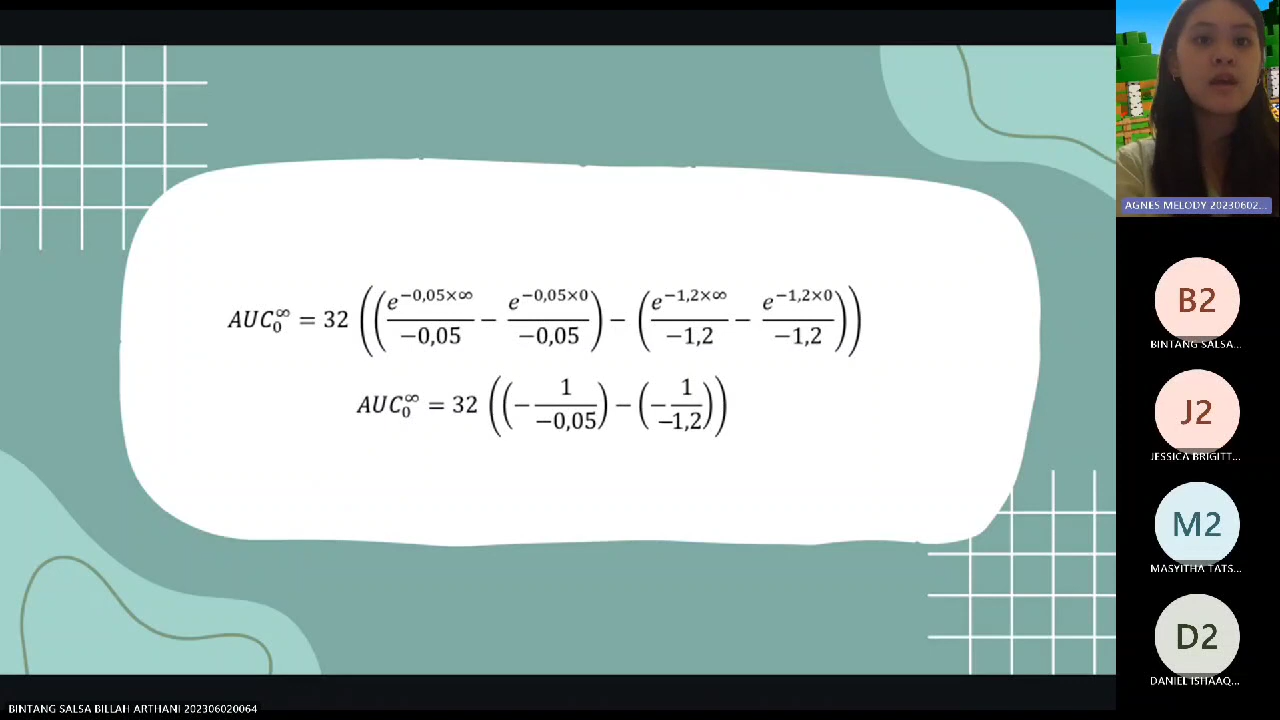 AUC₀^∞ = 32 ((e^(−0,05×∞)/−0,05 − e^(−0,05×0)/−0,05) − (e^(−1,2×∞)/−1,2 − e^(−1,2×0)/−1,2))
AUC₀^∞ = 32 ((−1/−0,05) − (−1/−1,2))
AGNES MELODY 20230602...
B2
BINTANG SALSA...
J2
JESSICA BRIGITT...
M2
MASYITHA TATS...
D2
DANIEL ISHAAQ...
BINTANG SALSA BILLAH ARTHANI 202306020064